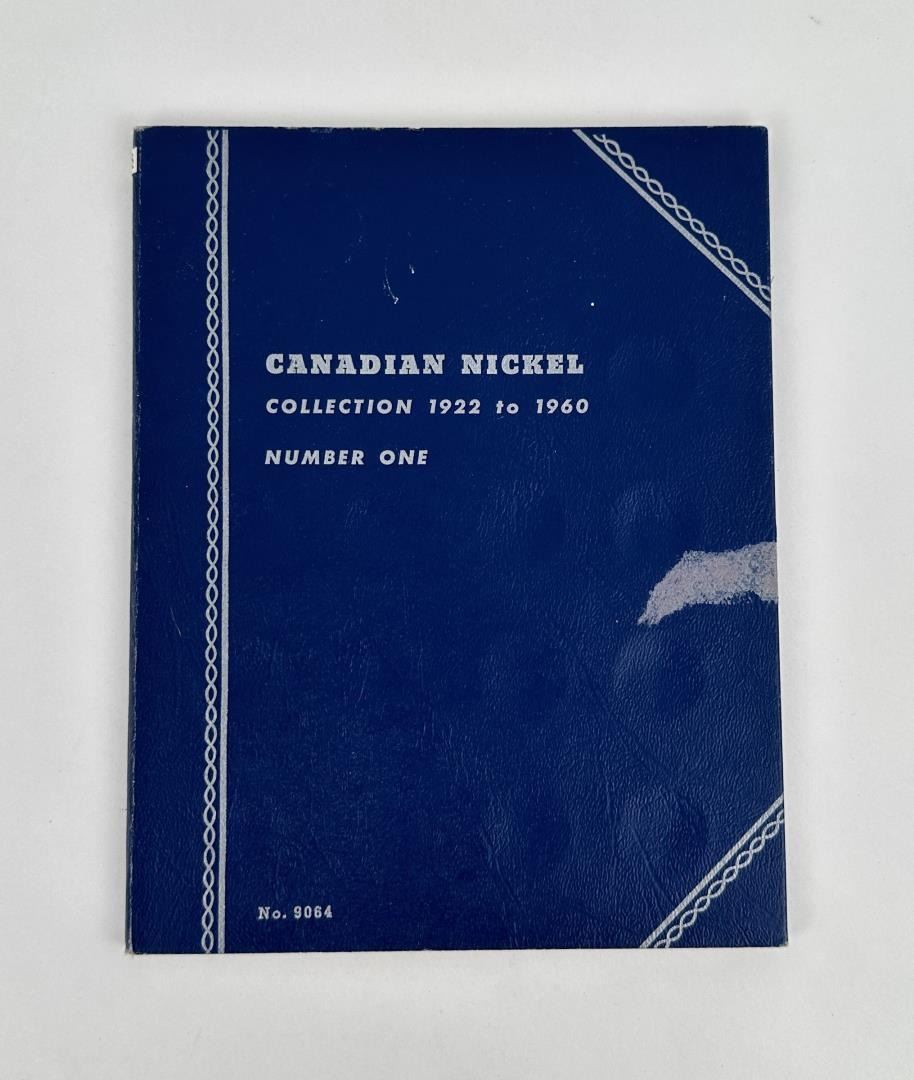 CANADIAN NICKEL
COLLECTION 1922 to 1960
NUMBER ONE
No. 9064